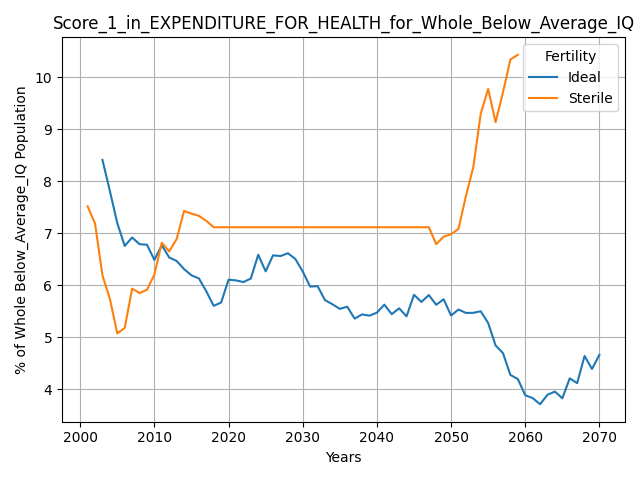 Score_1_in_EXPENDITURE_FOR_HEALTH_for_Whole_Below_Average_IQ
Fertility
Ideal
Sterile
% of Whole Below_Average_IQ Population
10
9
8
7
6
5
4
2000 2010 2020 2030 2040 2050 2060 2070
Years